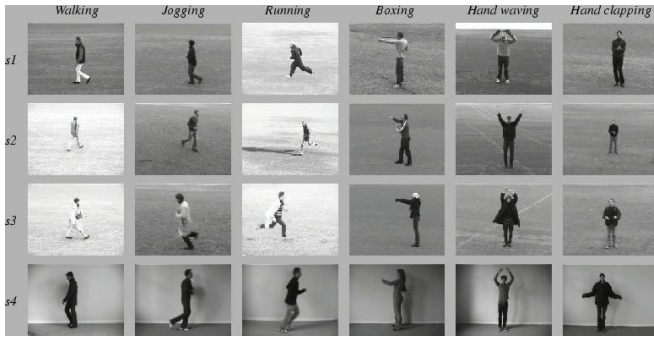 Walking Jogging Running Boxing Hand waving Hand clapping
s1
s2
s3
s4